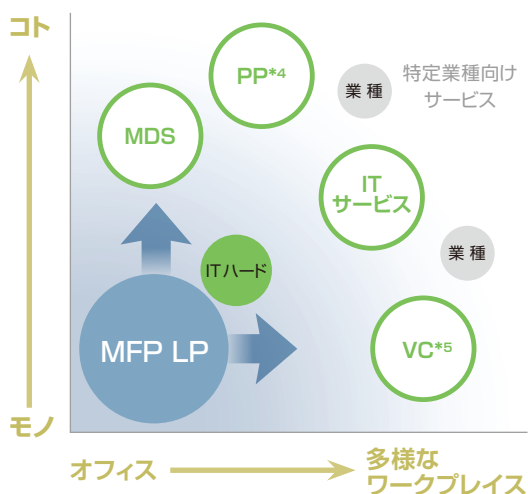 コト
PP*4
業種
特定業種向け
サービス
MDS
IT
サービス
業種
ITハード
MFP LP
VC*5
モノ
オフィス
多様な
ワークプレイス